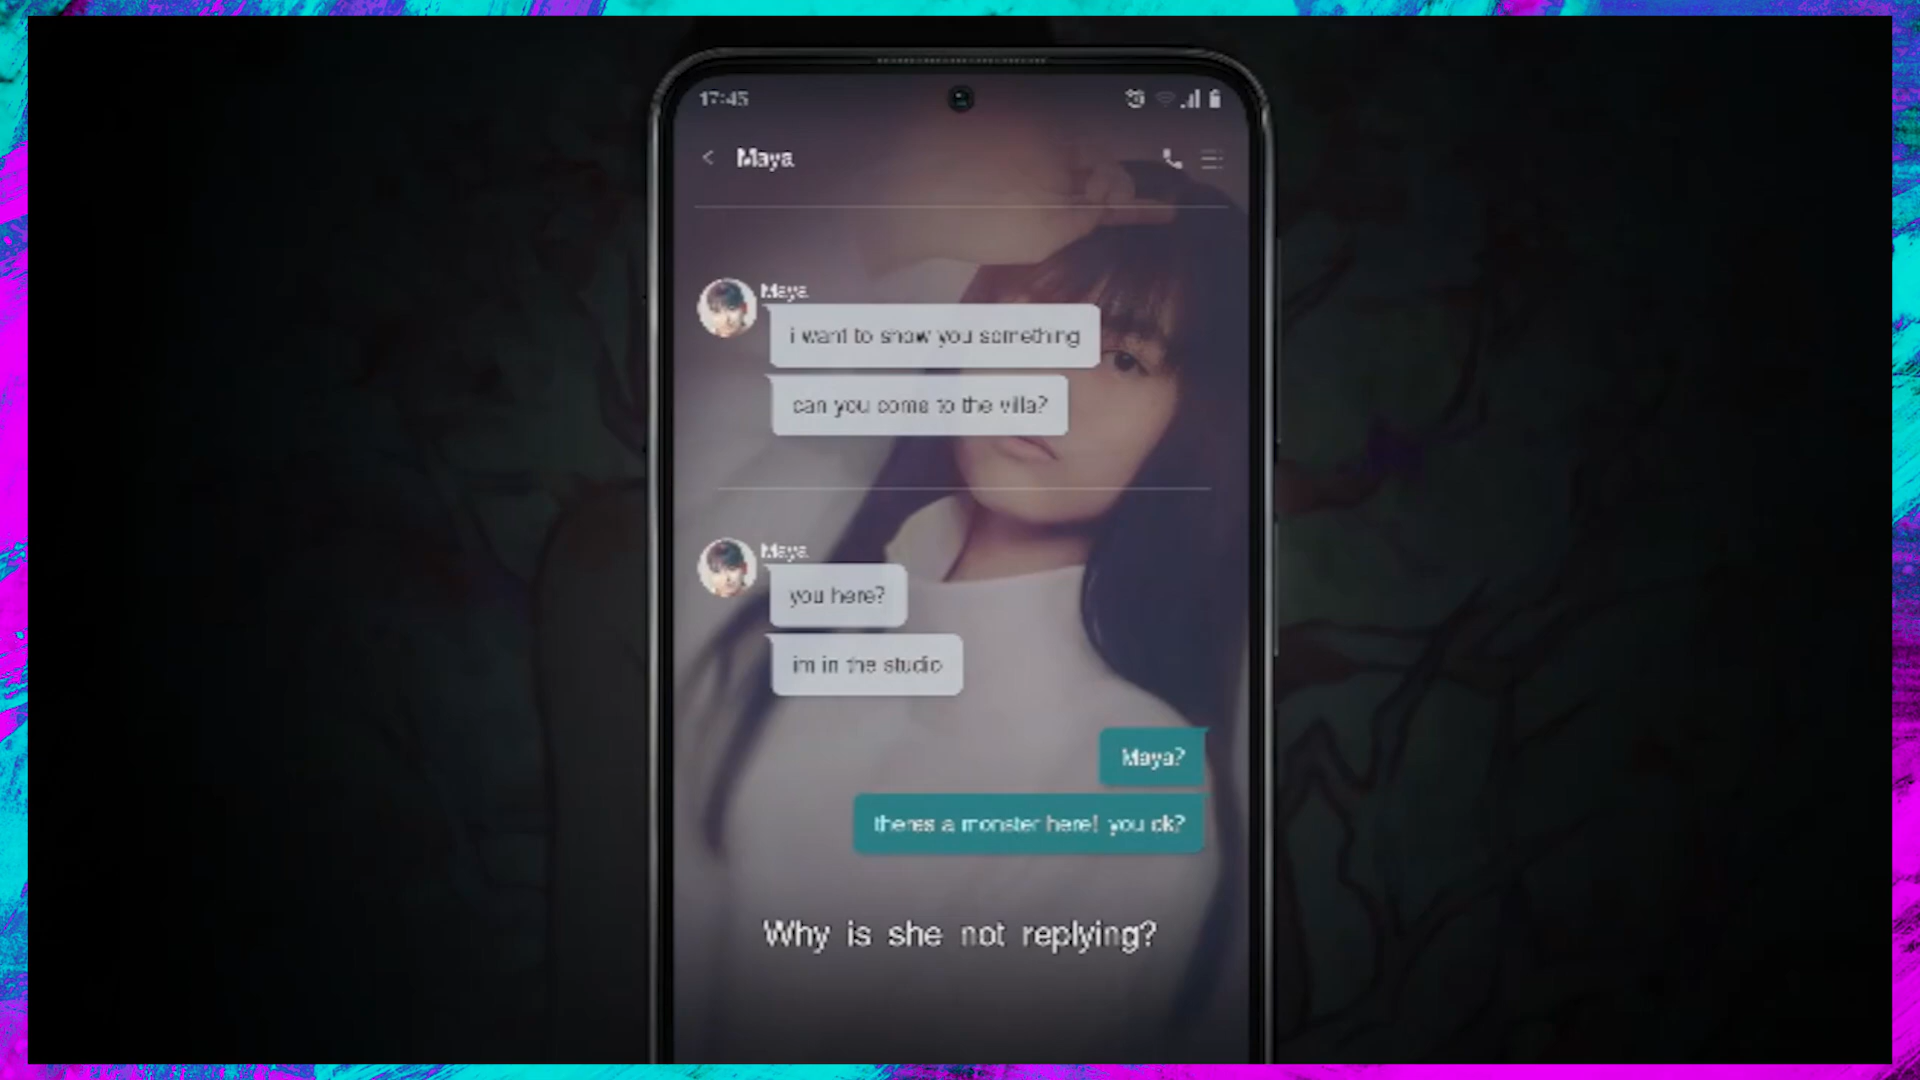 17:45
Maya
Maya
i want to show you something
can you come to the villa?
Maya
you here?
im in the studio
Maya?
theres a monster here! you ok?
Why is she not replying?